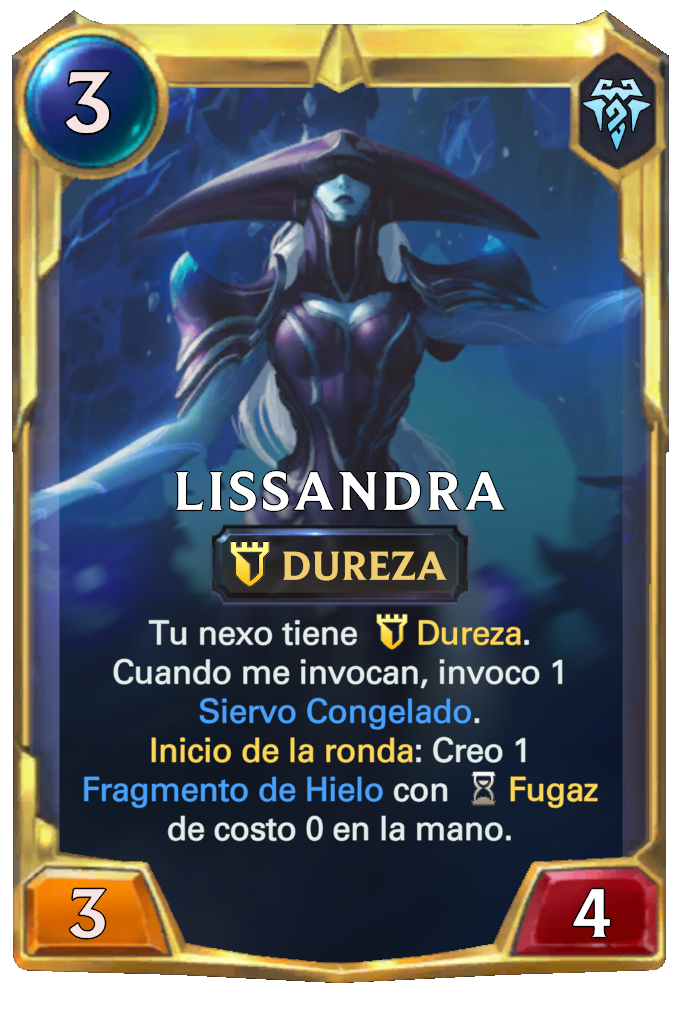 3
LISSANDRA
DUREZA
Tu nexo tiene Dureza.
Cuando me invocan, invoco 1
Siervo Congelado.
Inicio de la ronda: Creo 1
Fragmento de Hielo con Fugaz
de costo 0 en la mano.
3 4